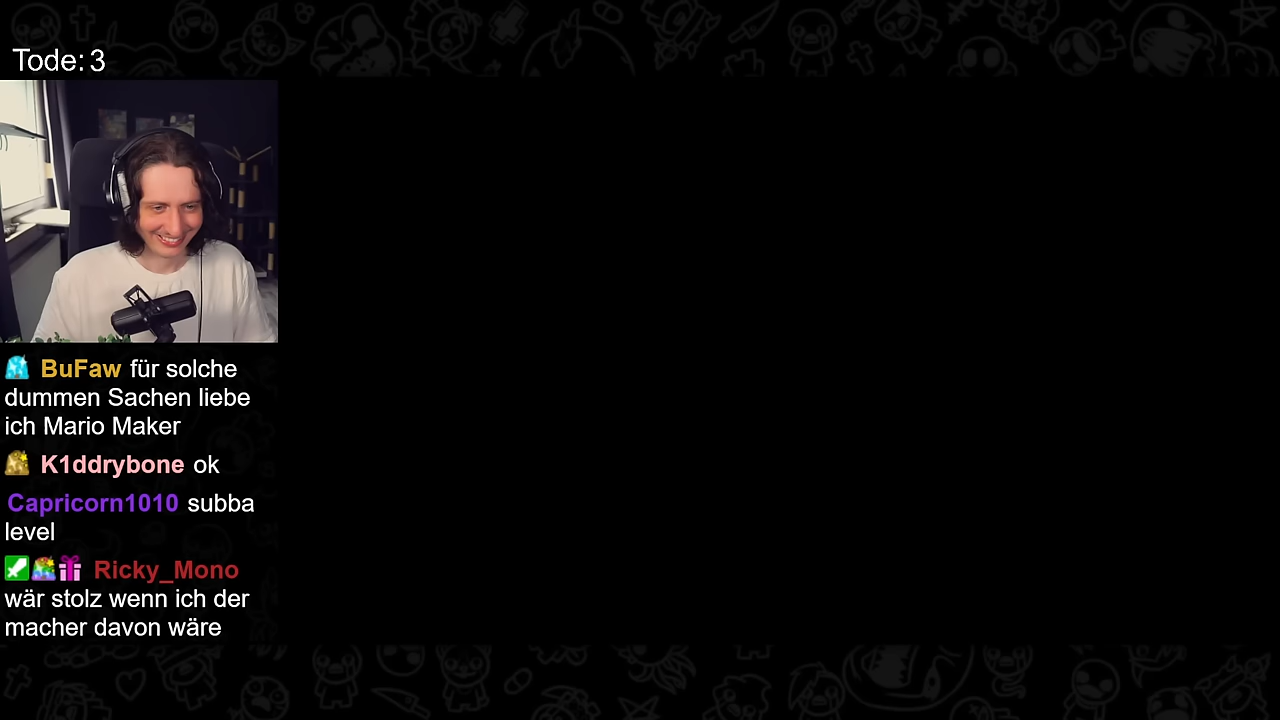 Tode: 3
BuFaw für solche
dummen Sachen liebe
ich Mario Maker
K1ddrybone ok
Capricorn1010 subba
level
Ricky_Mono
wär stolz wenn ich der
macher davon wäre